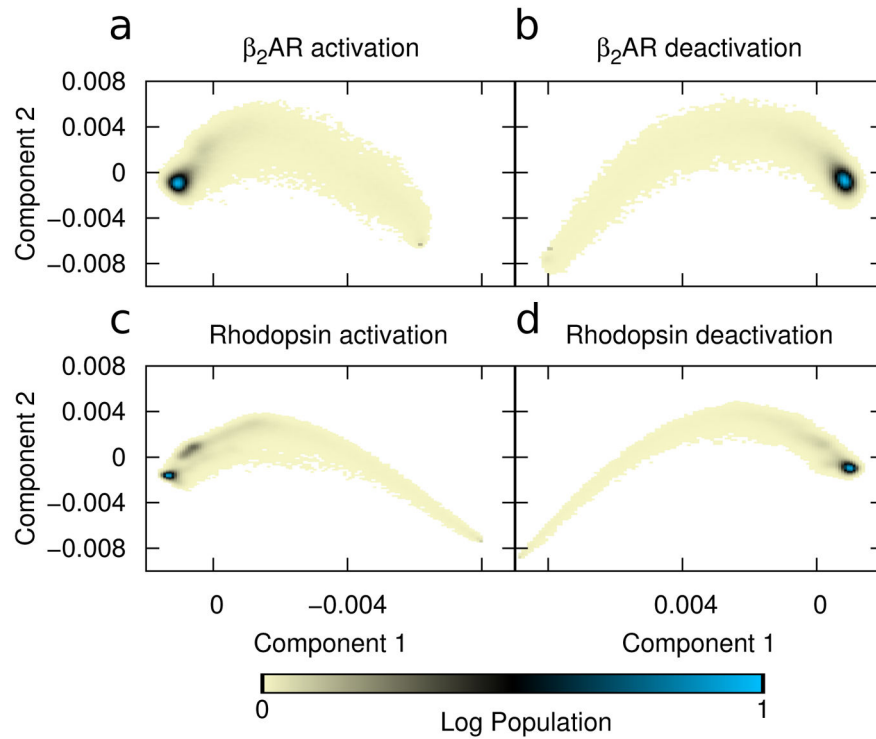 a
b
β₂AR activation
β₂AR deactivation
0.008
0.004
0
−0.004
−0.008
Component 2
c
d
Rhodopsin activation
Rhodopsin deactivation
0.008
0.004
0
−0.004
−0.008
Component 2
0
−0.004
0.004
0
Component 1
Component 1
0
1
Log Population